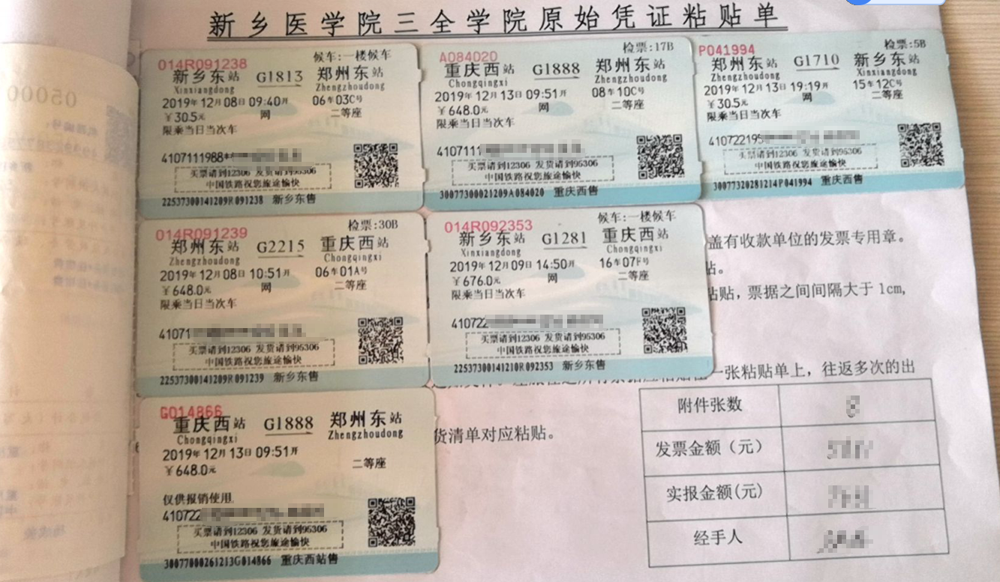 新乡医学院三全学院原始凭证粘贴单
014R091238 候车:一楼候车
新乡东站 G1813 郑州东站
Xinxiangdong Zhengzhoudong
2019年12月08日09:40开 06车03C号
￥30.5元 网 二等座
限乘当日当次车
4107111988
买票请到12306 发货请到95306
中国铁路祝您旅途愉快
22537300141209R091238 新乡东售
A084020 检票:17B
重庆西站 G1888 郑州东站
Chongqingxi Zhengzhoudong
2019年12月13日09:51开 08车10C号
￥648.0元 网 二等座
限乘当日当次车
4107111
买票请到12306 发货请到95306
中国铁路祝您旅途愉快
30077300021209A084020 重庆西售
P041994 检票:5B
郑州东站 G1710 新乡东站
Zhengzhoudong Xinxiangdong
2019年12月13日19:19开 15车12C号
￥30.5元 网 二等座
限乘当日当次车
410722195
买票请到12306 发货请到95306
中国铁路祝您旅途愉快
30077320281214P041994 重庆西售
014R091239 检票:30B
郑州东站 G2215 重庆西站
Zhengzhoudong Chongqingxi
2019年12月08日10:51开 06车01A号
￥648.0元 网 二等座
限乘当日当次车
41071
买票请到12306 发货请到95306
中国铁路祝您旅途愉快
22537300141209R091239 新乡东售
014R092353 候车:一楼候车
新乡东站 G1281 重庆西站
Xinxiangdong Chongqingxi
2019年12月09日14:50开 16车07F号
￥676.0元 网 二等座
限乘当日当次车
410722
买票请到12306 发货请到95306
中国铁路祝您旅途愉快
22537300141210R092353 新乡东售
G014866
重庆西站 G1888 郑州东站
Chongqingxi Zhengzhoudong
2019年12月13日09:51开
￥648.0元 二等座
仅供报销使用
410722
买票请到12306 发货请到95306
中国铁路祝您旅途愉快
30077000261213G014866 重庆西站售
盖有收款单位的发票专用章。
贴。
粘贴，票据之间间隔大于1cm,
一张粘贴单上，往返多次的出
货清单对应粘贴。
附件张数
发票金额（元）
实报金额(元)
经手人
05000